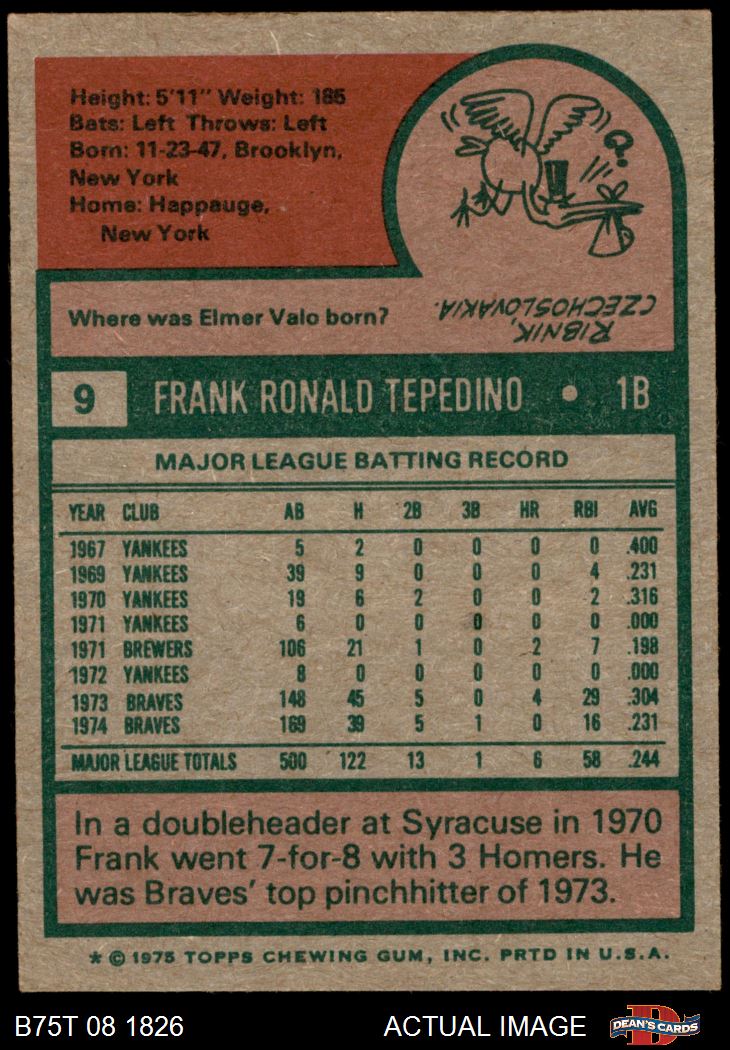 Height: 5'11" Weight: 185
Bats: Left Throws: Left
Born: 11-23-47, Brooklyn,
New York
Home: Happauge,
New York
?
Where was Elmer Valo born?
RIBNIK,
CZECHOSLOVAKIA.
9 FRANK RONALD TEPEDINO • 1B
MAJOR LEAGUE BATTING RECORD
YEAR CLUB AB H 2B 3B HR RBI AVG
1967 YANKEES 5 2 0 0 0 0 .400
1969 YANKEES 39 9 0 0 0 4 .231
1970 YANKEES 19 6 2 0 0 2 .316
1971 YANKEES 6 0 0 0 0 0 .000
1971 BREWERS 106 21 1 0 2 7 .198
1972 YANKEES 8 0 0 0 0 0 .000
1973 BRAVES 148 45 5 0 4 29 .304
1974 BRAVES 169 39 5 1 0 16 .231
MAJOR LEAGUE TOTALS 500 122 13 1 6 58 .244
In a doubleheader at Syracuse in 1970
Frank went 7-for-8 with 3 Homers. He
was Braves' top pinchhitter of 1973.
* © 1975 TOPPS CHEWING GUM, INC. PRTD IN U.S.A.
B75T 08 1826 ACTUAL IMAGE D DEAN'S CARDS